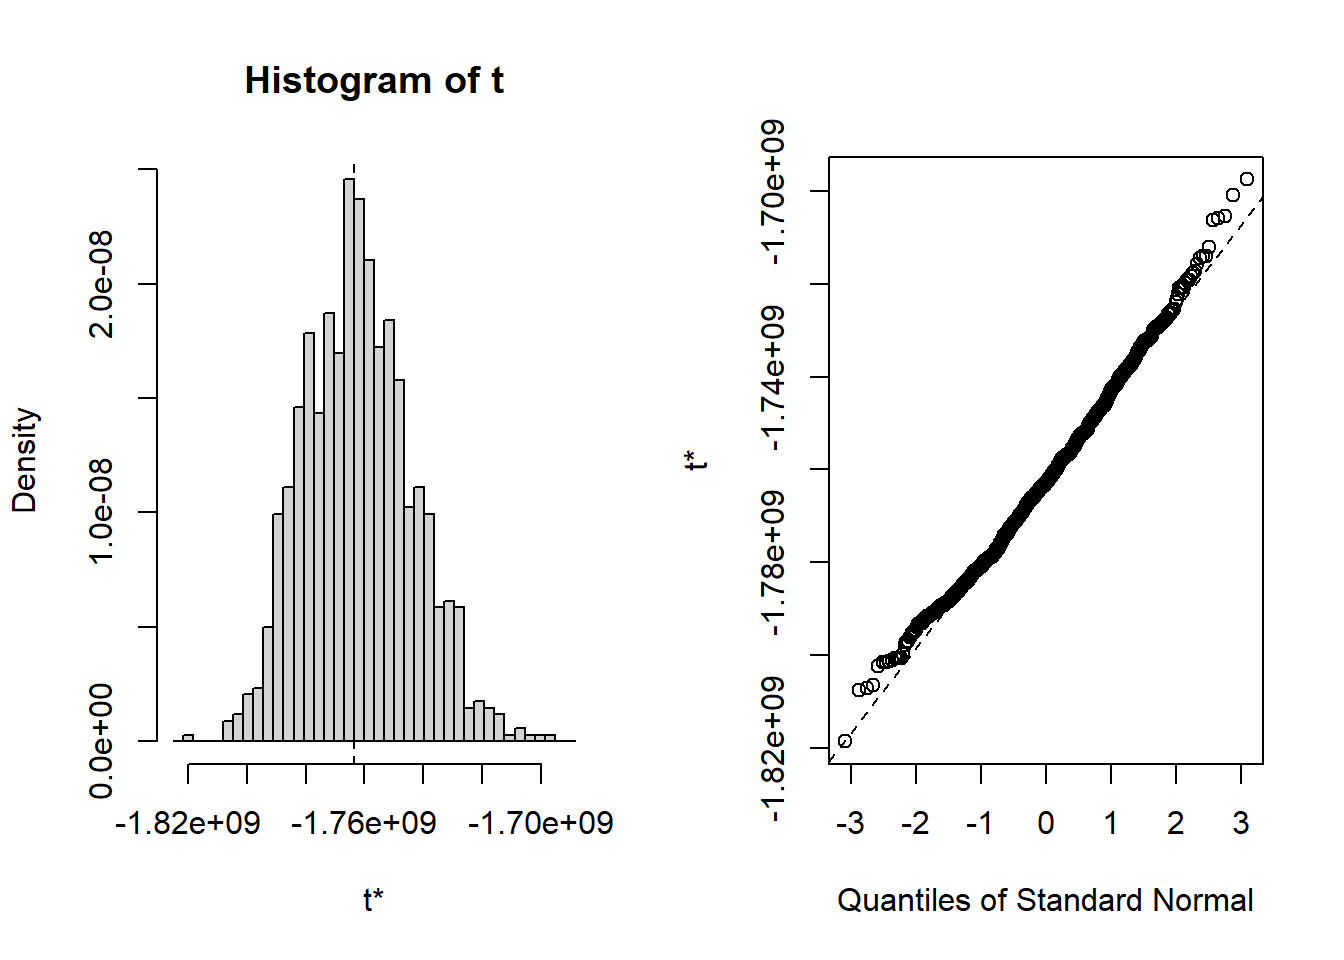 Histogram of t
Density
0.0e+00
1.0e-08
2.0e-08
-1.82e+09
-1.76e+09
-1.70e+09
t*
t*
-1.82e+09
-1.78e+09
-1.74e+09
-1.70e+09
-3 -2 -1 0 1 2 3
Quantiles of Standard Normal